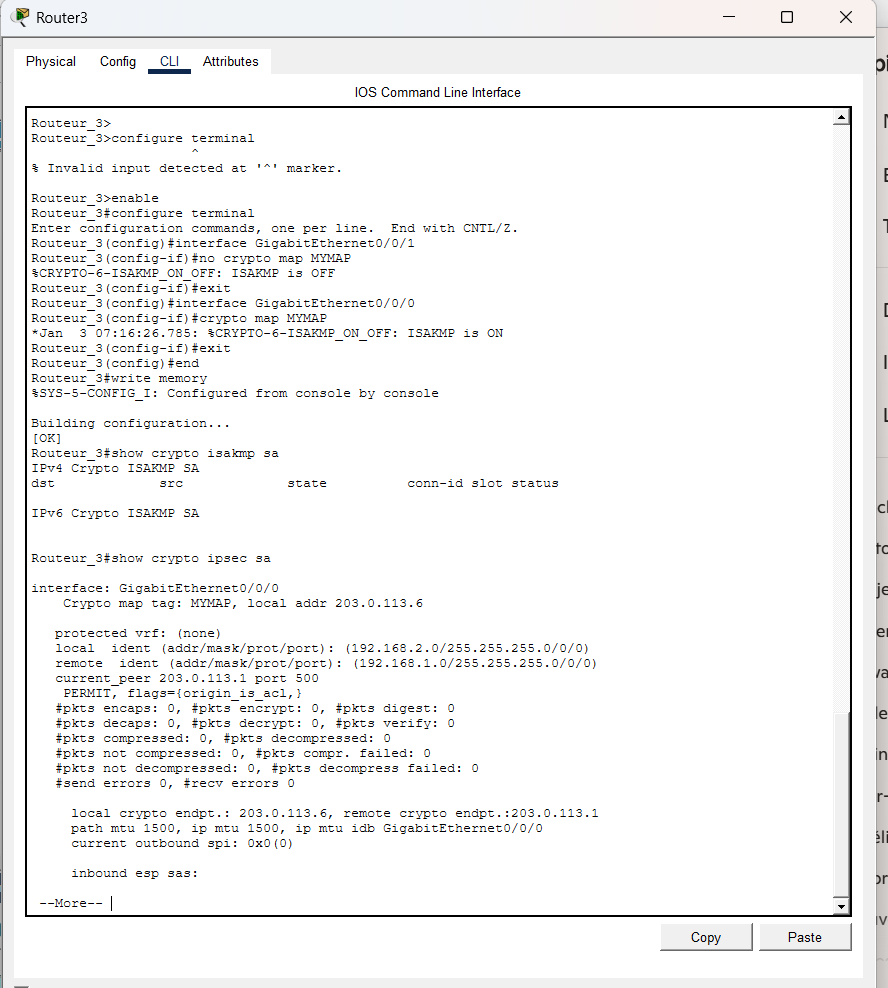 Router3
Physical Config CLI Attributes
IOS Command Line Interface
Routeur_3>
Routeur_3>configure terminal
^
% Invalid input detected at '^' marker.
Routeur_3>enable
Routeur_3#configure terminal
Enter configuration commands, one per line.  End with CNTL/Z.
Routeur_3(config)#interface GigabitEthernet0/0/1
Routeur_3(config-if)#no crypto map MYMAP
%CRYPTO-6-ISAKMP_ON_OFF: ISAKMP is OFF
Routeur_3(config-if)#exit
Routeur_3(config)#interface GigabitEthernet0/0/0
Routeur_3(config-if)#crypto map MYMAP
*Jan  3 07:16:26.785: %CRYPTO-6-ISAKMP_ON_OFF: ISAKMP is ON
Routeur_3(config-if)#exit
Routeur_3(config)#end
Routeur_3#write memory
%SYS-5-CONFIG_I: Configured from console by console
Building configuration...
[OK]
Routeur_3#show crypto isakmp sa
IPv4 Crypto ISAKMP SA
dst             src             state          conn-id slot status
IPv6 Crypto ISAKMP SA
Routeur_3#show crypto ipsec sa
interface: GigabitEthernet0/0/0
Crypto map tag: MYMAP, local addr 203.0.113.6
protected vrf: (none)
local  ident (addr/mask/prot/port): (192.168.2.0/255.255.255.0/0/0)
remote  ident (addr/mask/prot/port): (192.168.1.0/255.255.255.0/0/0)
current_peer 203.0.113.1 port 500
PERMIT, flags={origin_is_acl,}
#pkts encaps: 0, #pkts encrypt: 0, #pkts digest: 0
#pkts decaps: 0, #pkts decrypt: 0, #pkts verify: 0
#pkts compressed: 0, #pkts decompressed: 0
#pkts not compressed: 0, #pkts compr. failed: 0
#pkts not decompressed: 0, #pkts decompress failed: 0
#send errors 0, #recv errors 0
local crypto endpt.: 203.0.113.6, remote crypto endpt.:203.0.113.1
path mtu 1500, ip mtu 1500, ip mtu idb GigabitEthernet0/0/0
current outbound spi: 0x0(0)
inbound esp sas:
--More--
Copy Paste